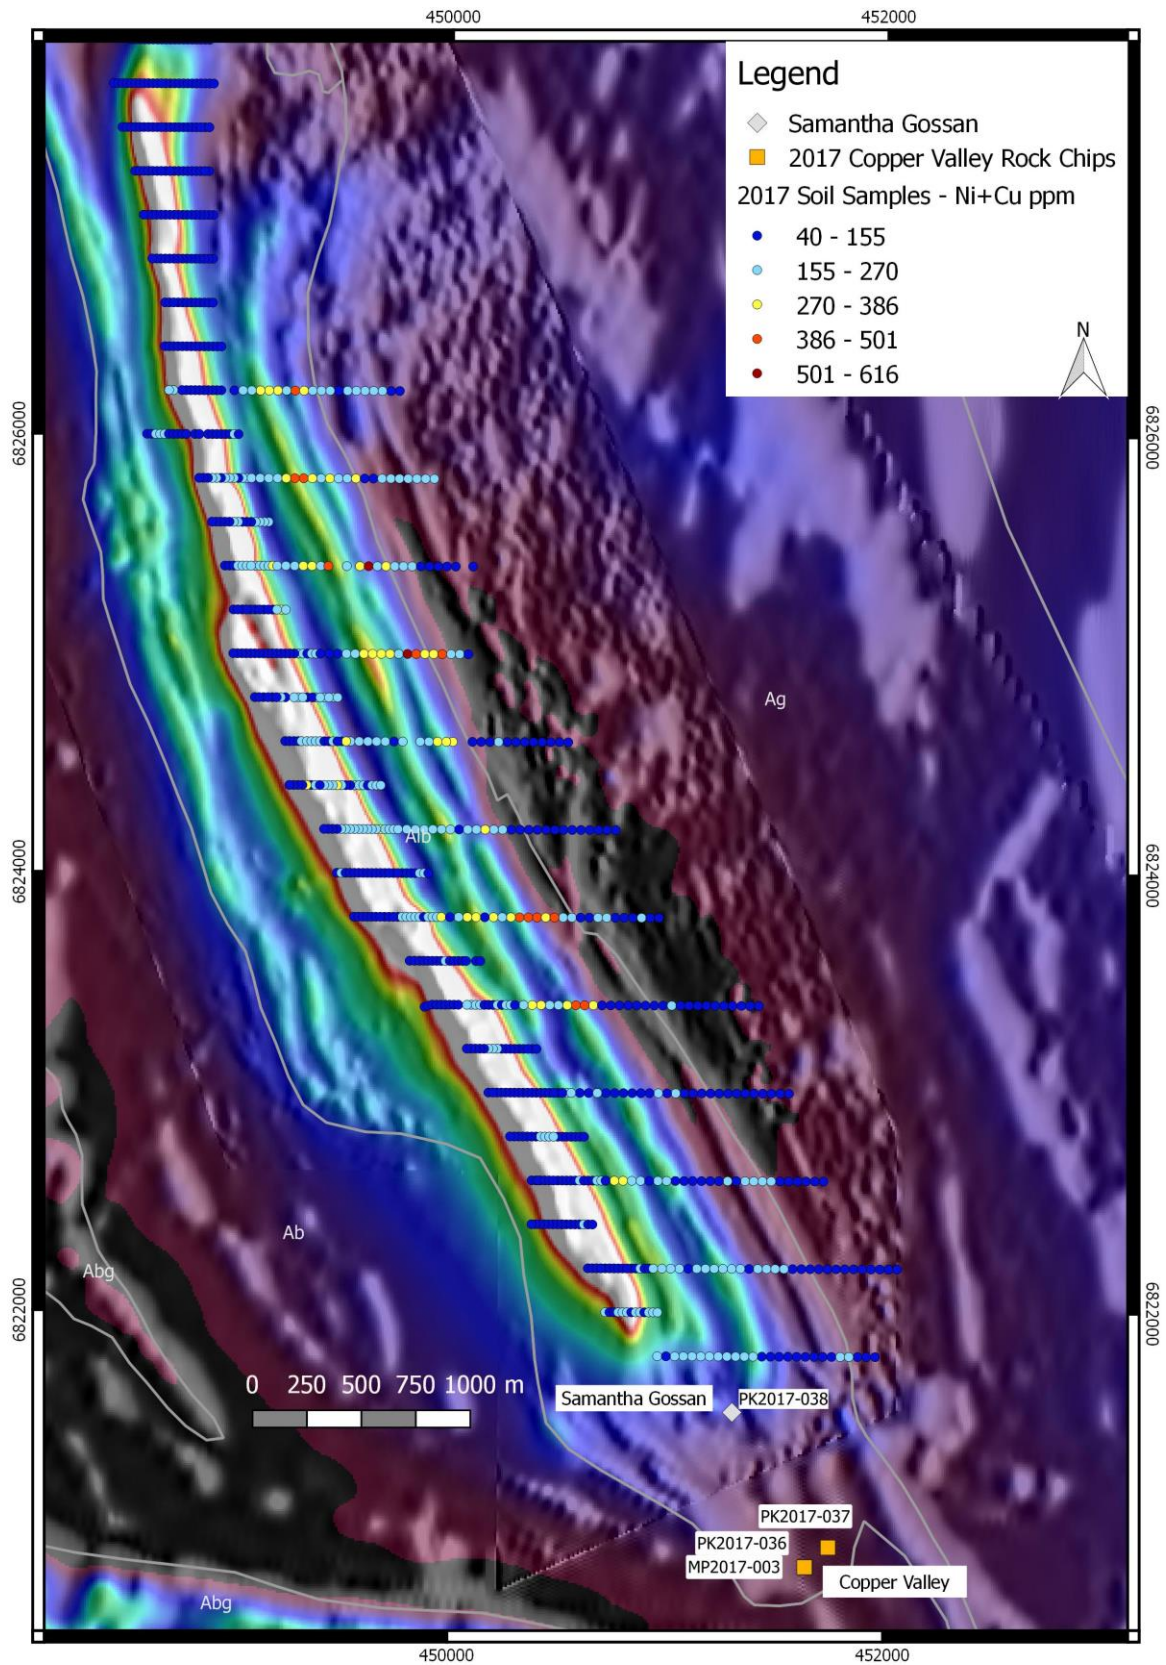 450000
452000
Legend
Samantha Gossan
2017 Copper Valley Rock Chips
2017 Soil Samples - Ni+Cu ppm
40 - 155
155 - 270
270 - 386
386 - 501
501 - 616
N
6826000
6826000
Ag
Alb
6824000
6824000
Ab
Abg
6822000
6822000
0 250 500 750 1000 m
Samantha Gossan
PK2017-038
PK2017-037
PK2017-036
MP2017-003
Copper Valley
Abg
450000
452000